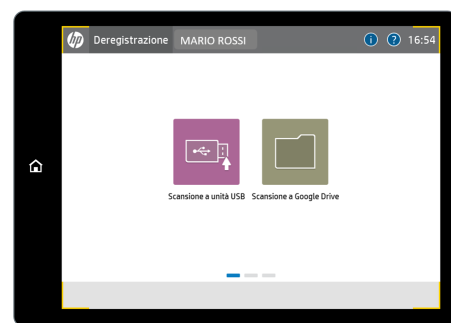 hp
Deregistrazione MARIO ROSSI i ? 16:54
Scansione a unità USB Scansione a Google Drive